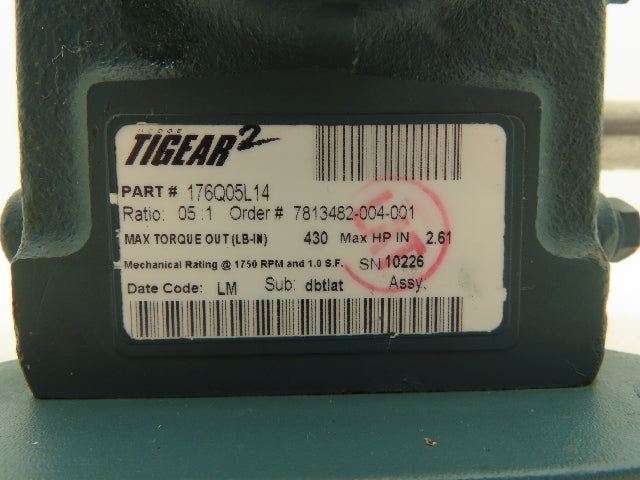 DODGE
TIGEAR2
PART # 176Q05L14
Ratio: 05 :1 Order # 7813482-004-001
MAX TORQUE OUT (LB-IN) 430 Max HP IN 2.61
Mechanical Rating @ 1750 RPM and 1.0 S.F. SN 10226
Date Code: LM Sub: dbtlat Assy: